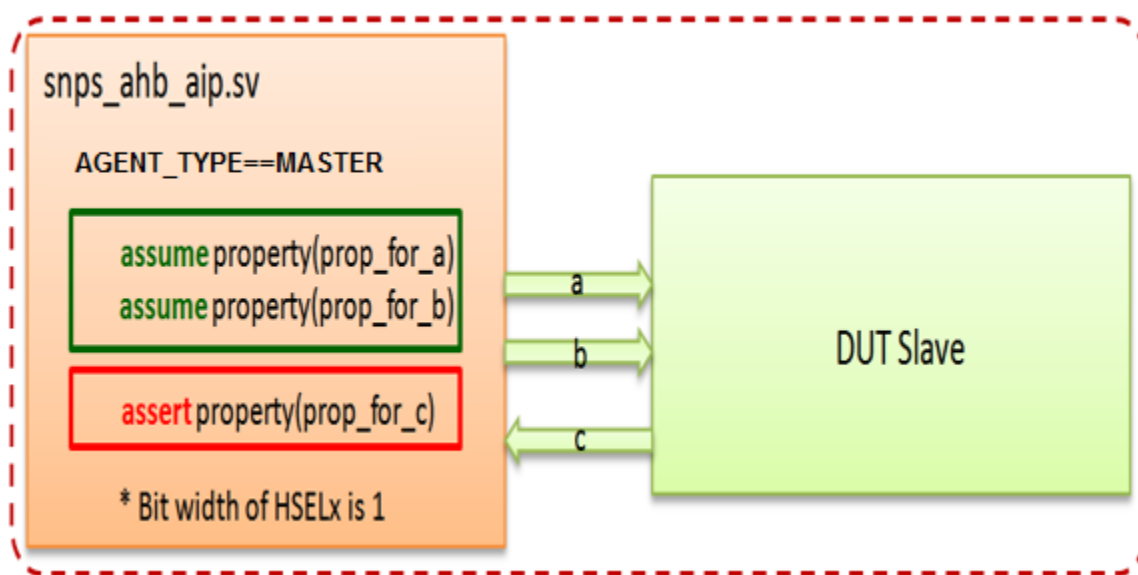 snps_ahb_aip.sv
AGENT_TYPE==MASTER
assume property(prop_for_a)
assume property(prop_for_b)
assert property(prop_for_c)
* Bit width of HSELx is 1
a
b
c
DUT Slave